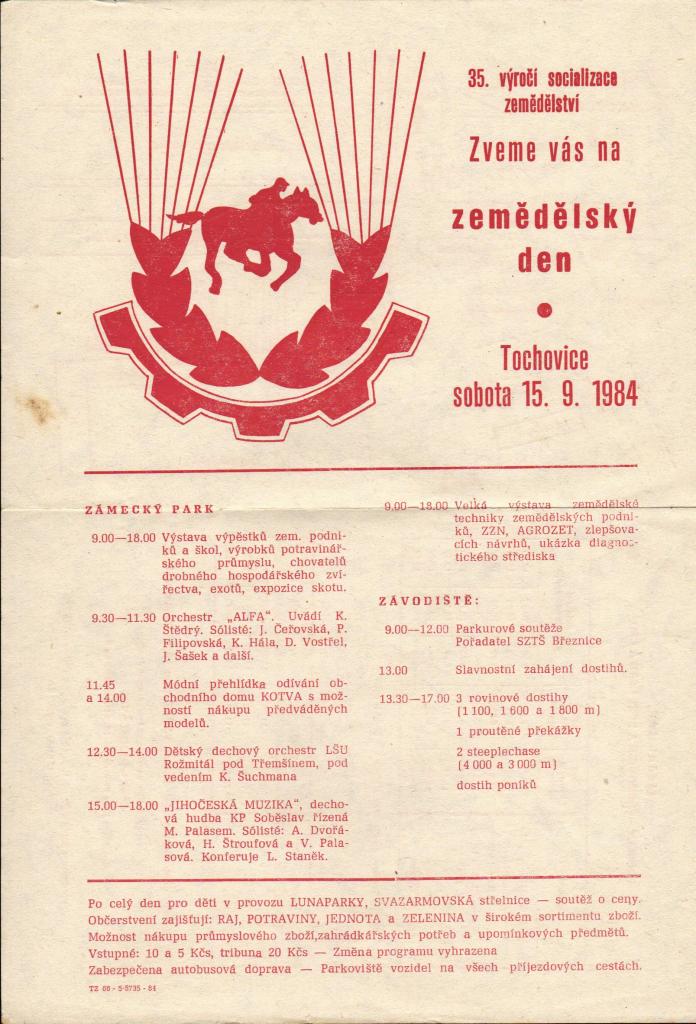 35. výročí socializace
zemědělství
Zveme vás na
zemědělský
den
Tochovice
sobota 15. 9. 1984
ZÁMECKÝ PARK
9.00—18.00 Výstava výpěstků zem. podni-
ků a škol, výrobků potravinář-
ského průmyslu, chovatelů
drobného hospodářského zví-
řectva, exotů, expozice skotu.
9.30—11.30 Orchestr „ALFA". Uvádí K.
Štědrý. Sólisté: J. Čeřovská, P.
Filipovská, K. Hála, D. Vostřel,
J. Šašek a další.
11.45 Módní přehlídka odívání ob-
a 14.00 chodního domu KOTVA s mož-
ností nákupu předváděných
modelů.
12.30—14.00 Dětský dechový orchestr LŠU
Rožmitál pod Třemšínem, pod
vedením K. Šuchmana
15.00—18.00 „JIHOČESKÁ MUZIKA", decho-
vá hudba KP Soběslav řízená
M. Palasem. Sólisté: A. Dvořá-
ková, H. Štroufová a V. Pala-
sová. Konferuje L. Staněk.
9.00—18.00 Velká výstava zemědělské
techniky zemědělských podni-
ků, ZZN, AGROZET, zlepšova-
cích návrhů, ukázka diagnos-
tického střediska
ZÁVODIŠTĚ:
9.00—12.00 Parkurové soutěže
Pořadatel SZTŠ Březnice
13.00 Slavnostní zahájení dostihů.
13.30—17.00 3 rovinové dostihy
(1 100, 1 600 a 1 800 m)
1 proutěné překážky
2 steeplechase
(4 000 a 3 000 m)
dostih poníků
Po celý den pro děti v provozu LUNAPARKY, SVAZARMOVSKÁ střelnice — soutěž o ceny.
Občerstvení zajišťují: RAJ, POTRAVINY, JEDNOTA a ZELENINA v širokém sortimentu zboží.
Možnost nákupu průmyslového zboží,zahrádkářských potřeb a upomínkových předmětů.
Vstupné: 10 a 5 Kčs, tribuna 20 Kčs — Změna programu vyhrazena
Zabezpečena autobusová doprava — Parkoviště vozidel na všech příjezdových cestách.
TZ 66 - 5-5735 - 84